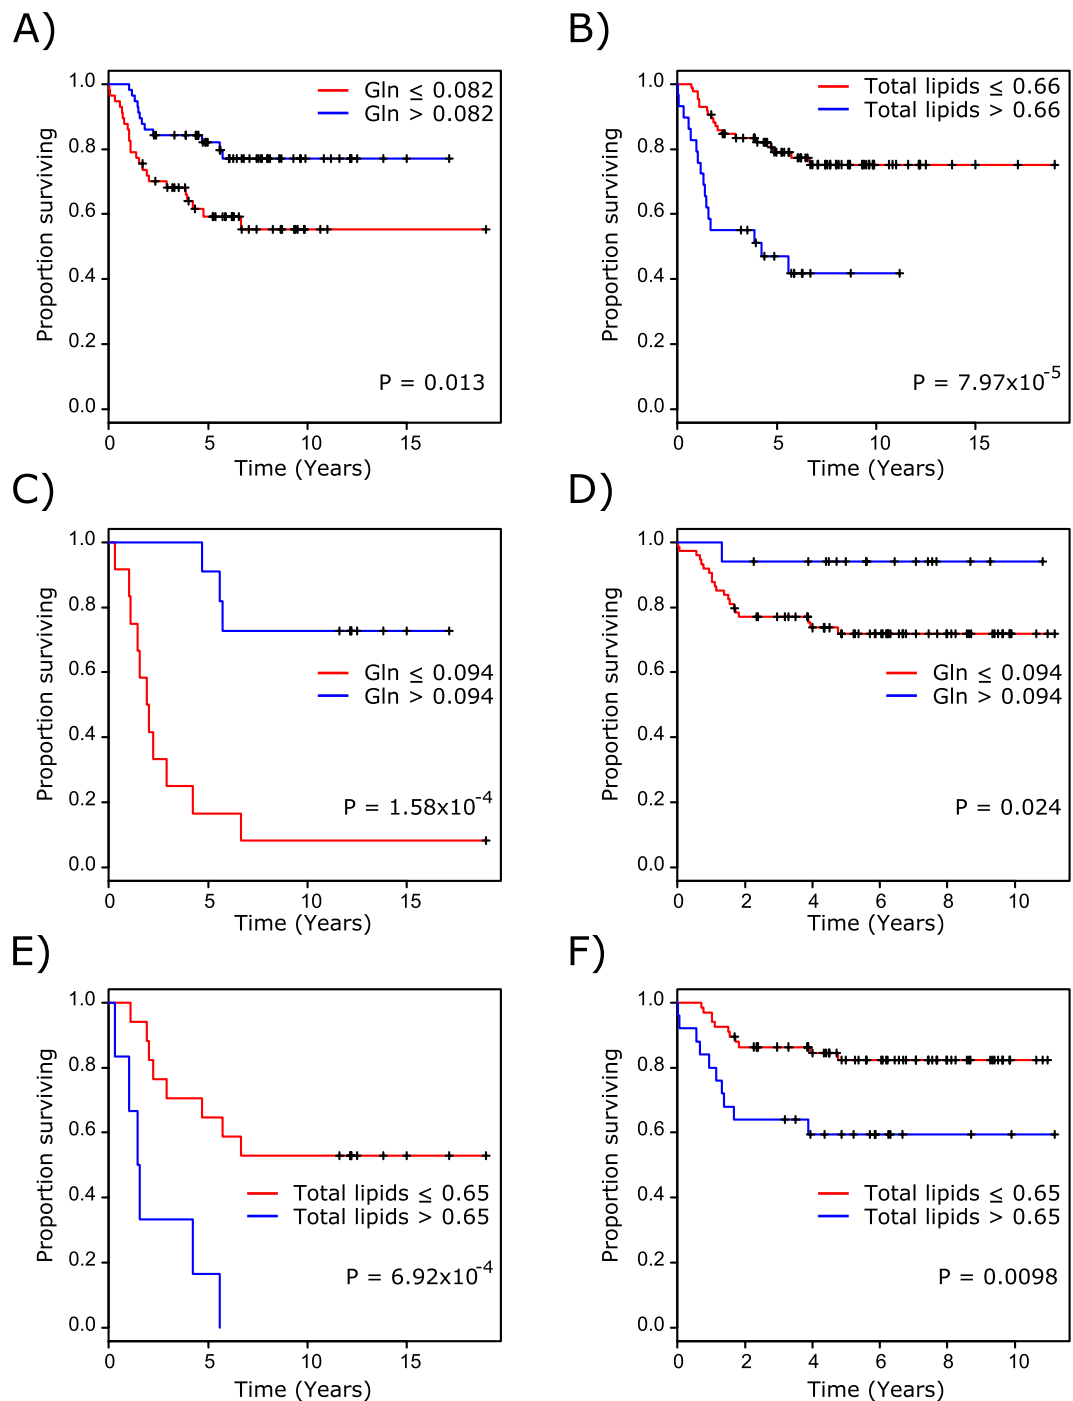 A)
Proportion surviving
1.0
0.8
0.6
0.4
0.2
0.0
Gln ≤ 0.082
Gln > 0.082
P = 0.013
0 5 10 15
Time (Years)
B)
Proportion surviving
1.0
0.8
0.6
0.4
0.2
0.0
Total lipids ≤ 0.66
Total lipids > 0.66
P = 7.97x10-5
0 5 10 15
Time (Years)
C)
Proportion surviving
1.0
0.8
0.6
0.4
0.2
0.0
Gln ≤ 0.094
Gln > 0.094
P = 1.58x10-4
0 5 10 15
Time (Years)
D)
Proportion surviving
1.0
0.8
0.6
0.4
0.2
0.0
Gln ≤ 0.094
Gln > 0.094
P = 0.024
0 2 4 6 8 10
Time (Years)
E)
Proportion surviving
1.0
0.8
0.6
0.4
0.2
0.0
Total lipids ≤ 0.65
Total lipids > 0.65
P = 6.92x10-4
0 5 10 15
Time (Years)
F)
Proportion surviving
1.0
0.8
0.6
0.4
0.2
0.0
Total lipids ≤ 0.65
Total lipids > 0.65
P = 0.0098
0 2 4 6 8 10
Time (Years)